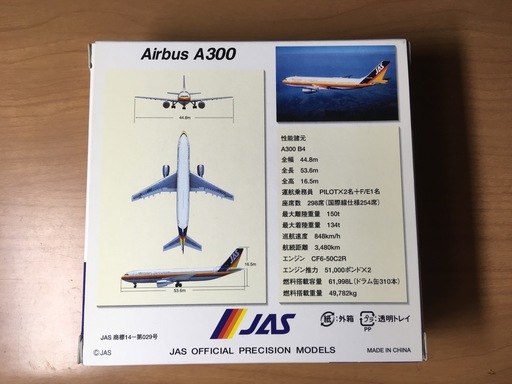 Airbus A300
44.8m
JAS
性能諸元
A300 B4
全幅 44.8m
全長 53.6m
全高 16.5m
運航乗務員 PILOT×2名+F/E1名
座席数 298席(国際線仕様254席)
最大離陸重量 150t
最大着陸重量 134t
巡航速度 848km/h
航続距離 3,480km
エンジン CF6-50C2R
エンジン推力 51,000ポンド×2
燃料搭載容量 61,998L(ドラム缶310本)
燃料搭載重量 49,782kg
JAS
16.5m
53.6m
JAS
紙:外箱
プラ:透明トレイ
PP
JAS 商標14-第029号
©JAS
JAS OFFICIAL PRECISION MODELS
MADE IN CHINA